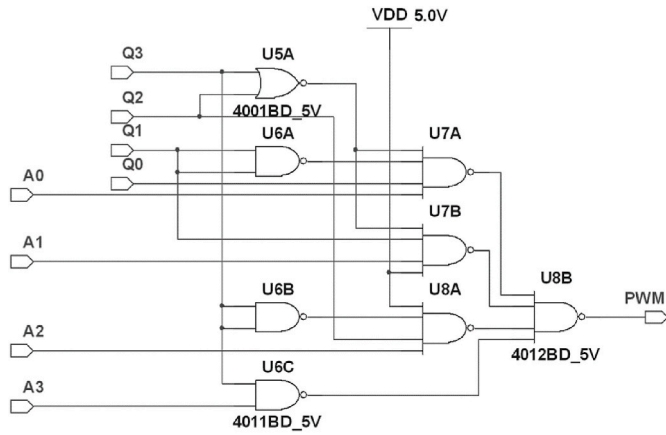 VDD 5.0V
Q3
U5A
Q2
4001BD_5V
Q1
U6A
U7A
Q0
A0
U7B
A1
U6B
U8A
U8B
PWM
A2
4012BD_5V
U6C
A3
4011BD_5V